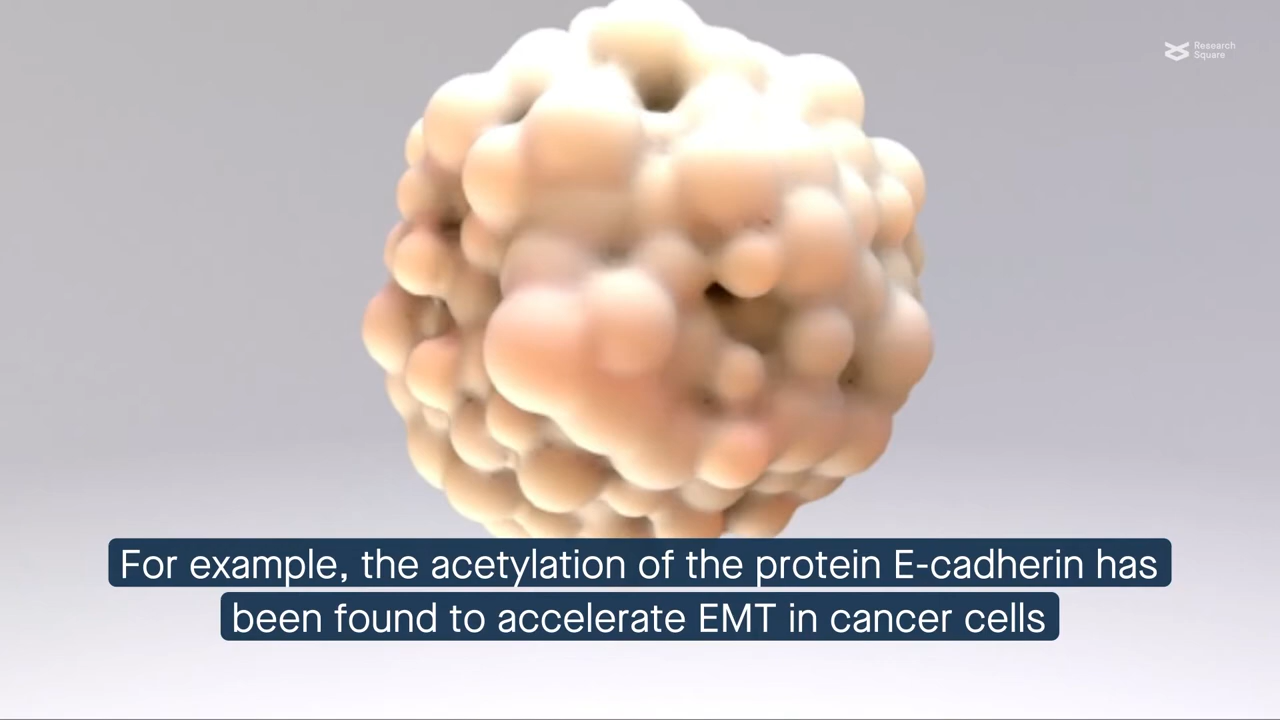 Research
Square
For example, the acetylation of the protein E-cadherin has
been found to accelerate EMT in cancer cells